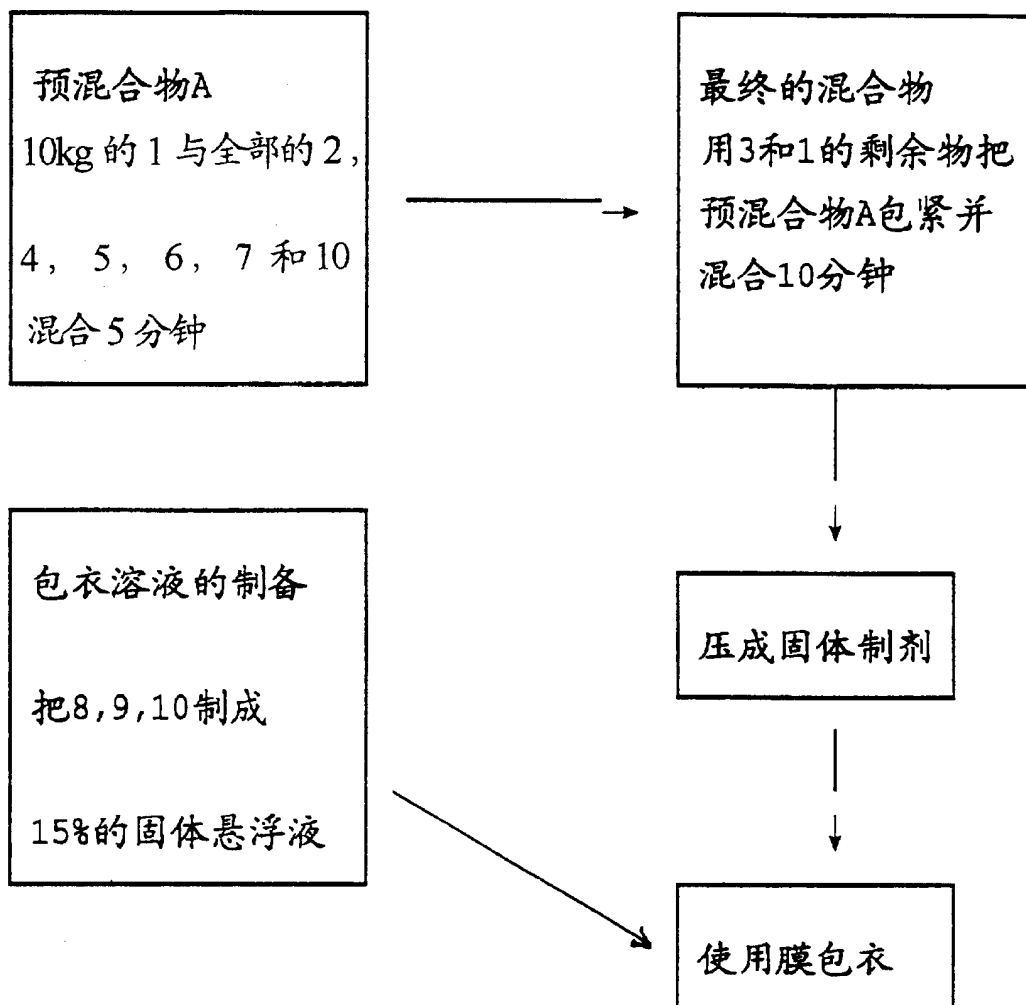 预混合物A
10kg 的 1 与全部的 2,
4, 5, 6, 7 和 10
混合 5 分钟
最终的混合物
用3和1的剩余物把
预混合物A包紧并
混合10分钟
包衣溶液的制备
把8,9,10制成
15%的固体悬浮液
压成固体制剂
使用膜包衣